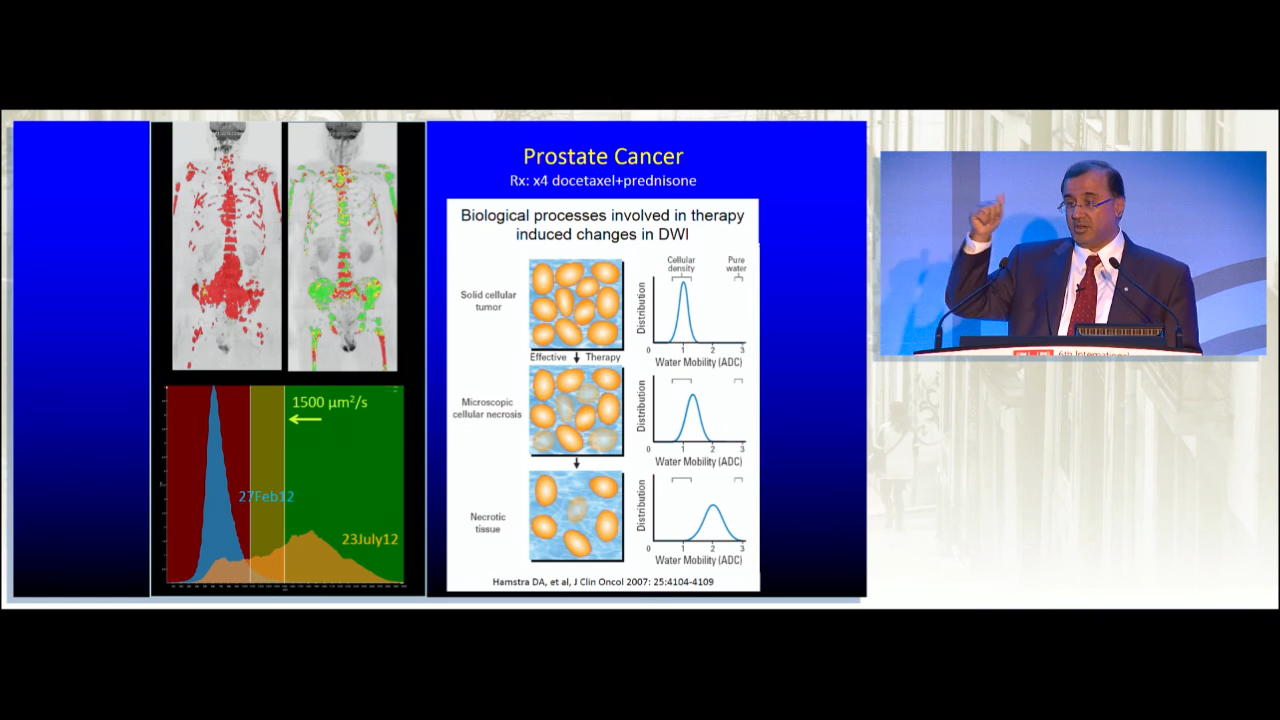 Prostate Cancer
Rx: x4 docetaxel+prednisone
Biological processes involved in therapy
induced changes in DWI
Solid cellular
tumor
Effective
Therapy
Microscopic
cellular necrosis
Necrotic
tissue
Cellular
density
Pure
water
Distribution
0 1 2 3
Water Mobility (ADC)
Distribution
0 1 2 3
Water Mobility (ADC)
Distribution
0 1 2 3
Water Mobility (ADC)
Hamstra DA, et al, J Clin Oncol 2007: 25:4104-4109
1500 µm²/s
27Feb12
23July12
6th International